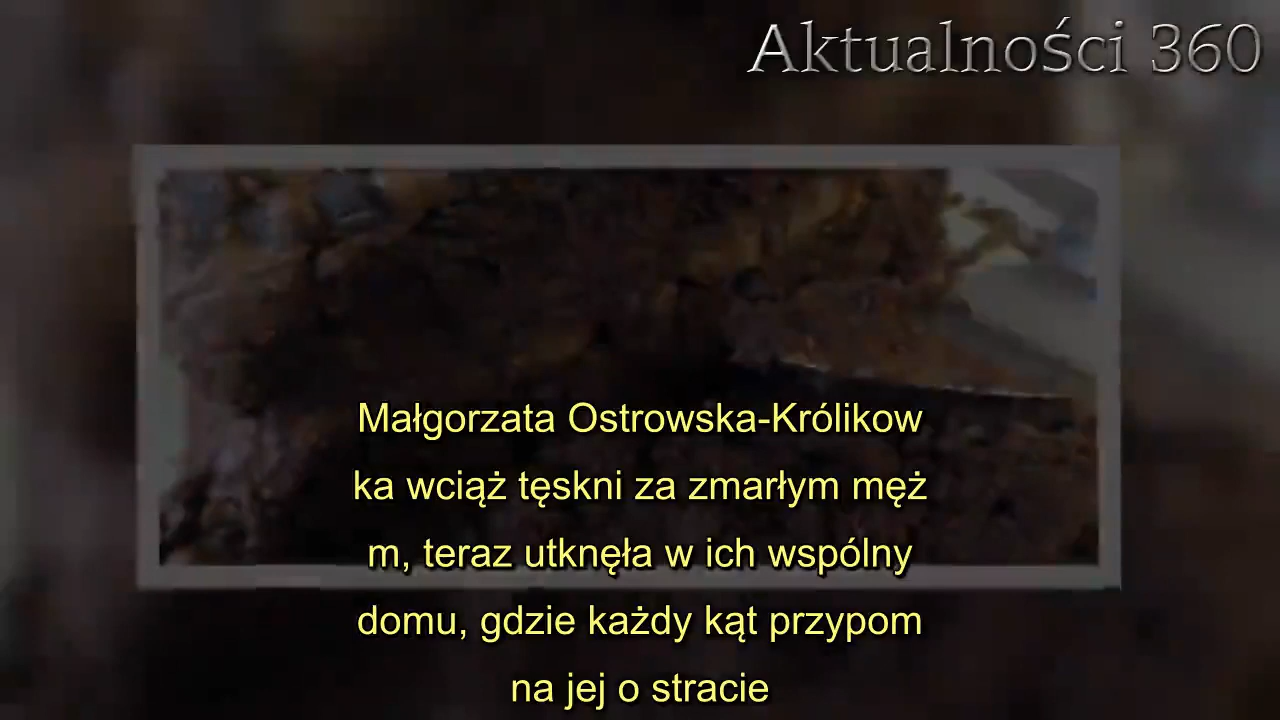 Aktualności 360
Małgorzata Ostrowska-Królikow
ka wciąż tęskni za zmarłym męż
m, teraz utknęła w ich wspólny
domu, gdzie każdy kąt przypom
na jej o stracie